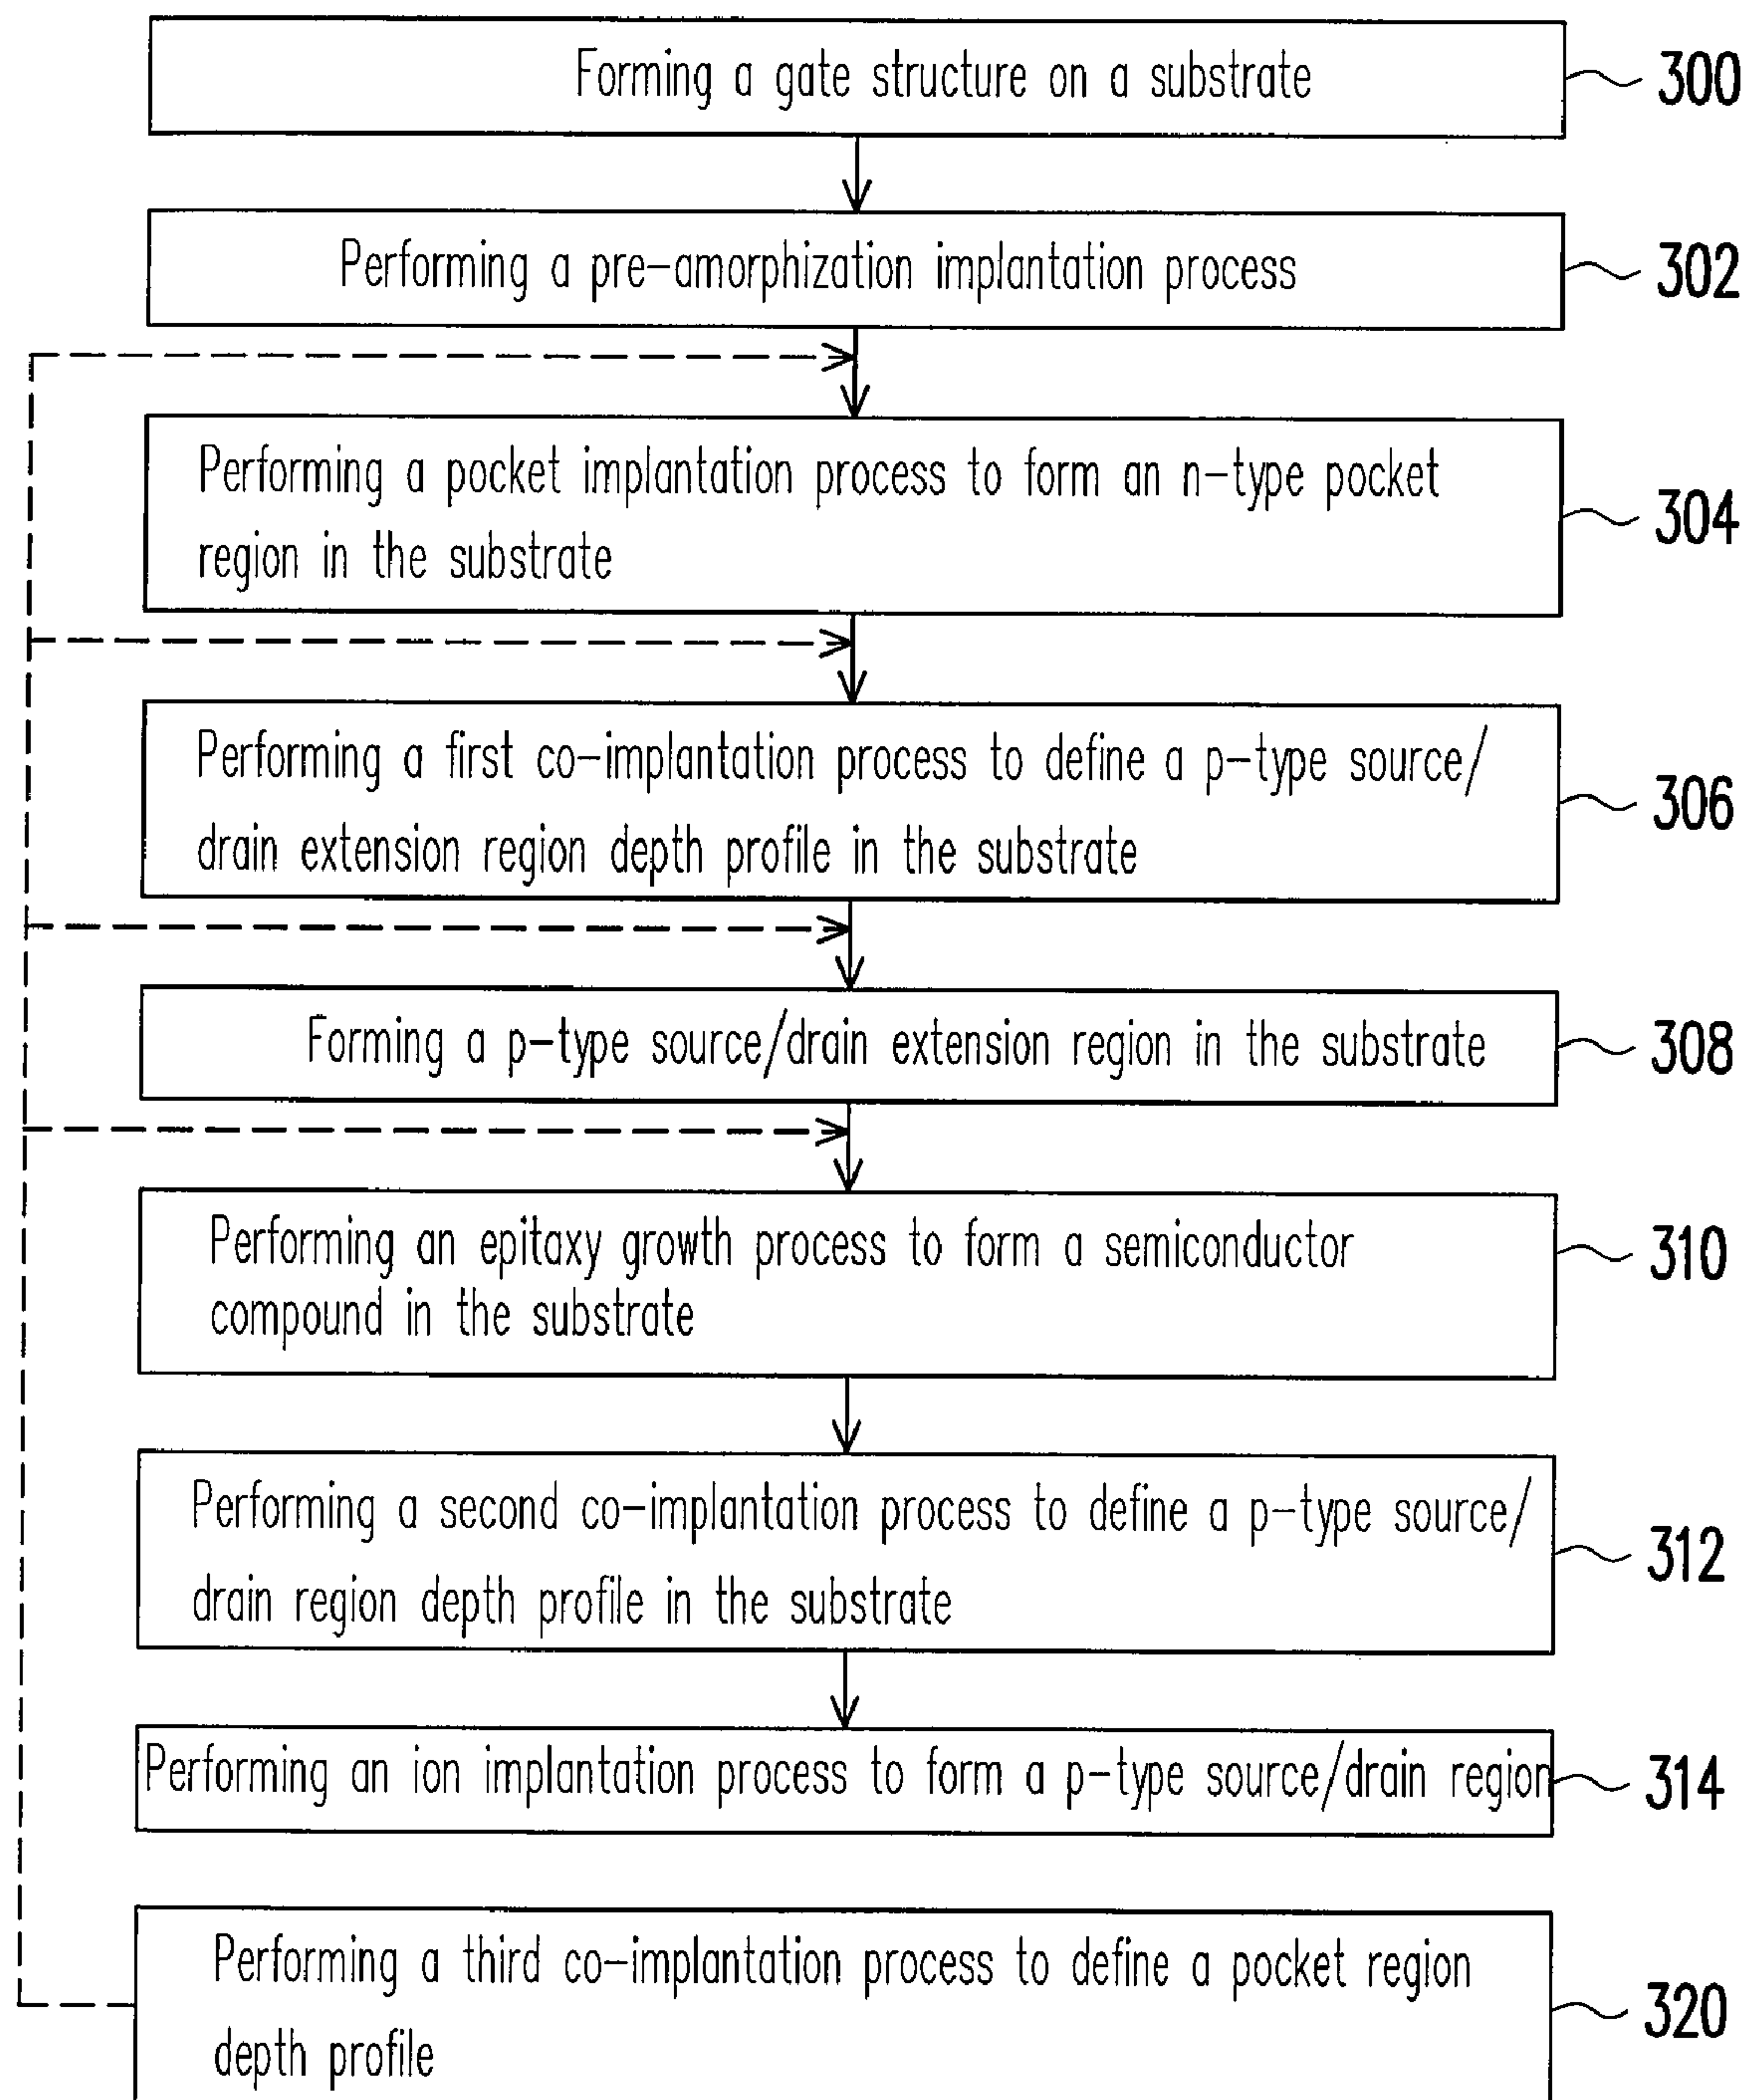 Forming a gate structure on a substrate
300
Performing a pre-amorphization implantation process
302
Performing a pocket implantation process to form an n-type pocket
region in the substrate
304
Performing a first co-implantation process to define a p-type source/
drain extension region depth profile in the substrate
306
Forming a p-type source/drain extension region in the substrate
308
Performing an epitaxy growth process to form a semiconductor
compound in the substrate
310
Performing a second co-implantation process to define a p-type source/
drain region depth profile in the substrate
312
Performing an ion implantation process to form a p-type source/drain region
314
Performing a third co-implantation process to define a pocket region
depth profile
320